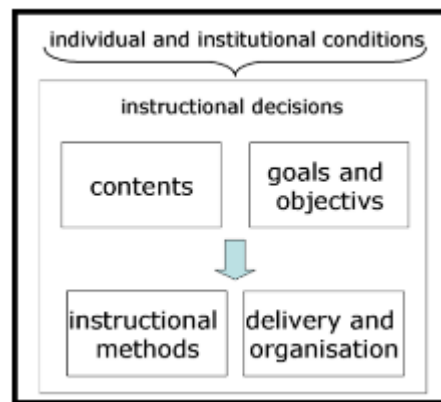 individual and institutional conditions
instructional decisions
contents
goals and
objectivs
instructional
methods
delivery and
organisation